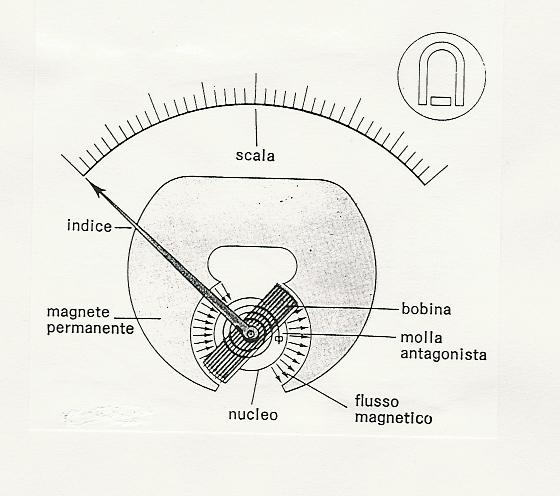 scala
indice
magnete
permanente
bobina
molla
antagonista
nucleo
flusso
magnetico
Φ